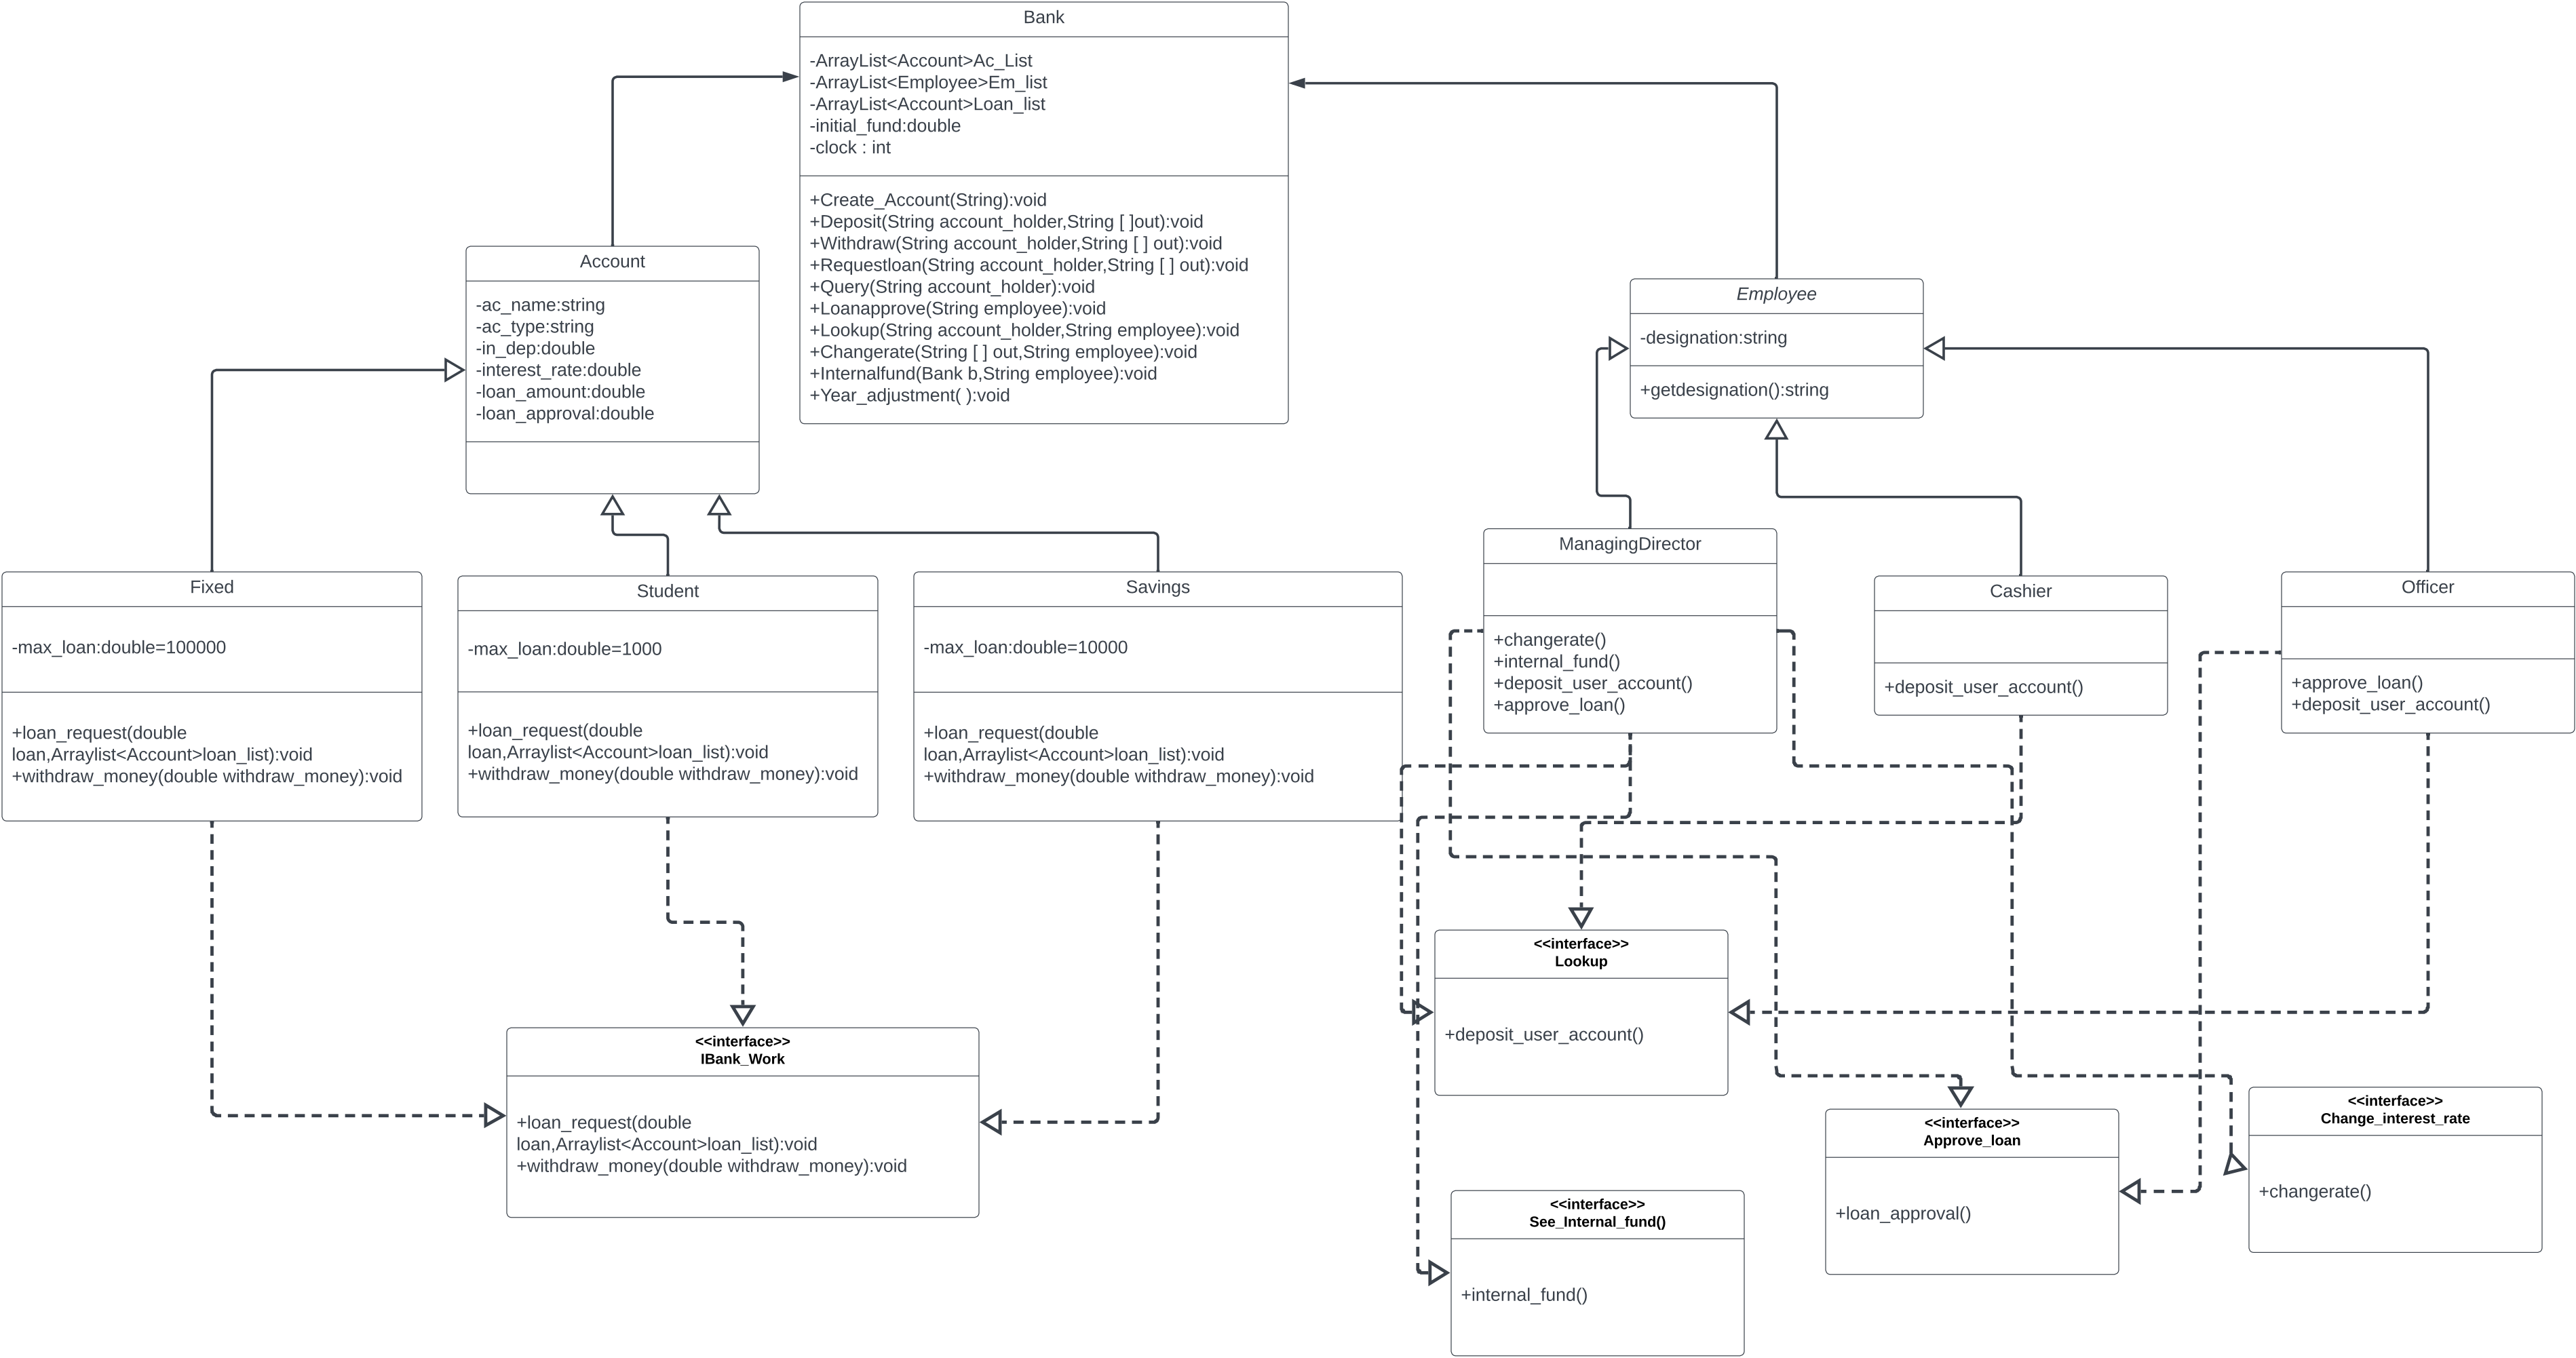 Bank
-ArrayList<Account>Ac_List
-ArrayList<Employee>Em_list
-ArrayList<Account>Loan_list
-initial_fund:double
-clock : int
+Create_Account(String):void
+Deposit(String account_holder,String [ ]out):void
+Withdraw(String account_holder,String [ ] out):void
+Requestloan(String account_holder,String [ ] out):void
+Query(String account_holder):void
+Loanapprove(String employee):void
+Lookup(String account_holder,String employee):void
+Changerate(String [ ] out,String employee):void
+Internalfund(Bank b,String employee):void
+Year_adjustment( ):void
Account
-ac_name:string
-ac_type:string
-in_dep:double
-interest_rate:double
-loan_amount:double
-loan_approval:double
Employee
-designation:string
+getdesignation():string
Fixed
-max_loan:double=100000
+loan_request(double
loan,Arraylist<Account>loan_list):void
+withdraw_money(double withdraw_money):void
Student
-max_loan:double=1000
+loan_request(double
loan,Arraylist<Account>loan_list):void
+withdraw_money(double withdraw_money):void
Savings
-max_loan:double=10000
+loan_request(double
loan,Arraylist<Account>loan_list):void
+withdraw_money(double withdraw_money):void
ManagingDirector
+changerate()
+internal_fund()
+deposit_user_account()
+approve_loan()
Cashier
+deposit_user_account()
Officer
+approve_loan()
+deposit_user_account()
<<interface>>
IBank_Work
+loan_request(double
loan,Arraylist<Account>loan_list):void
+withdraw_money(double withdraw_money):void
<<interface>>
Lookup
+deposit_user_account()
<<interface>>
See_Internal_fund()
+internal_fund()
<<interface>>
Approve_loan
+loan_approval()
<<interface>>
Change_interest_rate
+changerate()